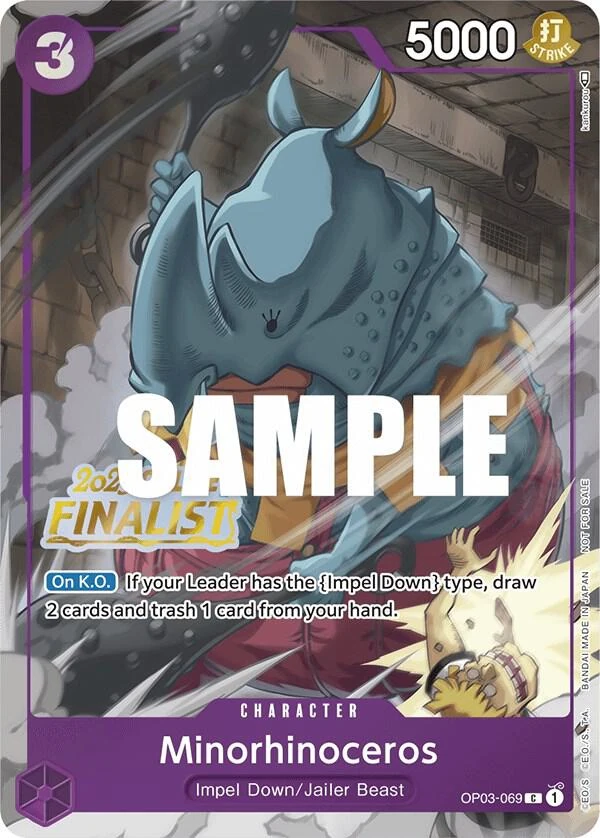 3
5000
打
STRIKE
kankurou
SAMPLE
FINALIST
On K.O. If your Leader has the {Impel Down} type, draw
2 cards and trash 1 card from your hand.
CHARACTER
Minorhinoceros
Impel Down/Jailer Beast
OP03-069 C 1
©E.O./S. ©E.O./S.,T.A. BANDAI MADE IN JAPAN NOT FOR SALE